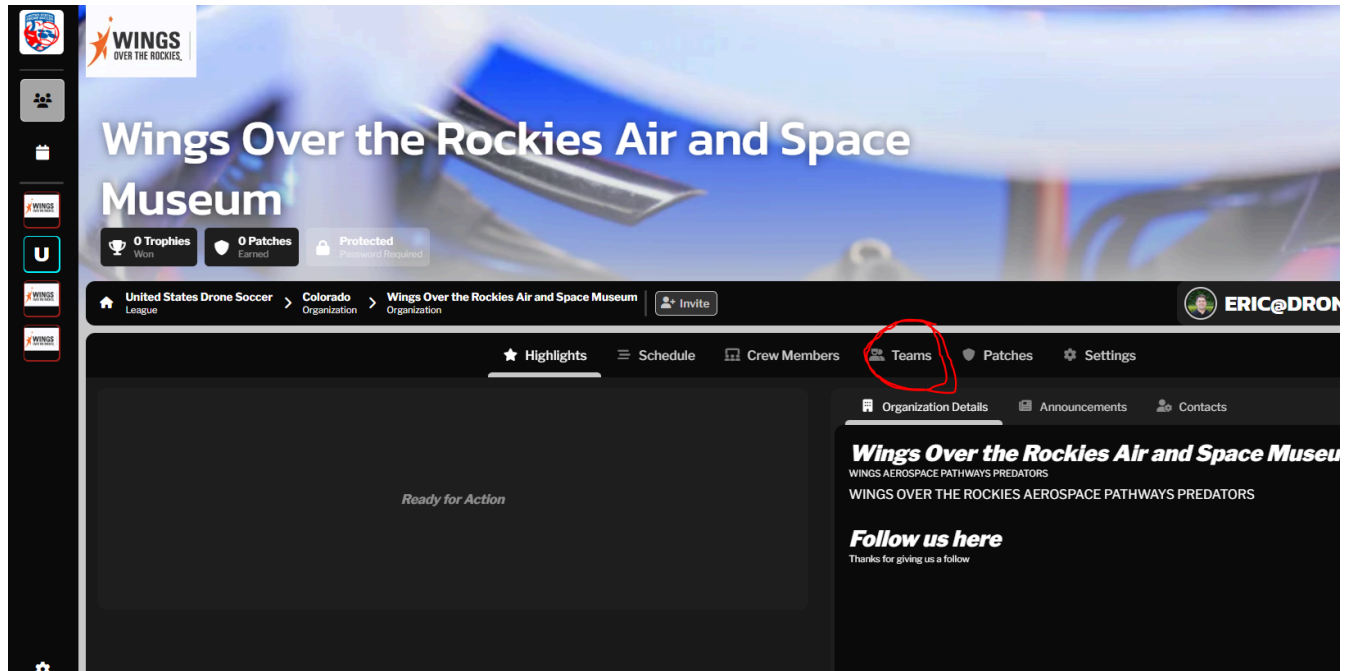 WINGS
OVER THE ROCKIES
Wings Over the Rockies Air and Space
Museum
0 Trophies
Won
0 Patches
Earned
Protected
Password Required
WINGS
U
WINGS
WINGS
United States Drone Soccer
League
Colorado
Organization
Wings Over the Rockies Air and Space Museum
Organization
Invite
ERIC@DRON
Highlights
Schedule
Crew Members
Teams
Patches
Settings
Organization Details
Announcements
Contacts
Ready for Action
Wings Over the Rockies Air and Space Museu
WINGS AEROSPACE PATHWAYS PREDATORS
WINGS OVER THE ROCKIES AEROSPACE PATHWAYS PREDATORS
Follow us here
Thanks for giving us a follow